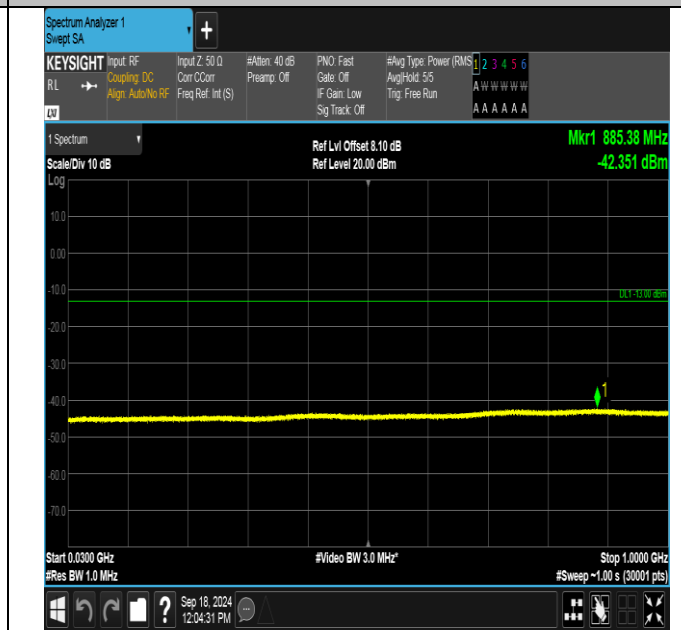 Spectrum Analyzer 1
Swept SA
+
KEYSIGHT
RL
LXI
Input: RF
Coupling: DC
Align: Auto/No RF
Input Z: 50 Ω
Corr CCorr
Freq Ref: Int (S)
#Atten: 40 dB
Preamp: Off
PNO: Fast
Gate: Off
IF Gain: Low
Sig Track: Off
#Avg Type: Power (RMS
Avg|Hold: 5/5
Trig: Free Run
1 2 3 4 5 6
A W W W W W
A A A A A A
1 Spectrum
Scale/Div 10 dB
Ref Lvl Offset 8.10 dB
Ref Level 20.00 dBm
Mkr1 885.38 MHz
-42.351 dBm
Log
10.0
0.00
-10.0
DL1 -13.00 dBm
-20.0
-30.0
-40.0
1
-50.0
-60.0
-70.0
Start 0.0300 GHz
#Res BW 1.0 MHz
#Video BW 3.0 MHz*
Stop 1.0000 GHz
#Sweep ~1.00 s (30001 pts)
?
Sep 18, 2024
12:04:31 PM